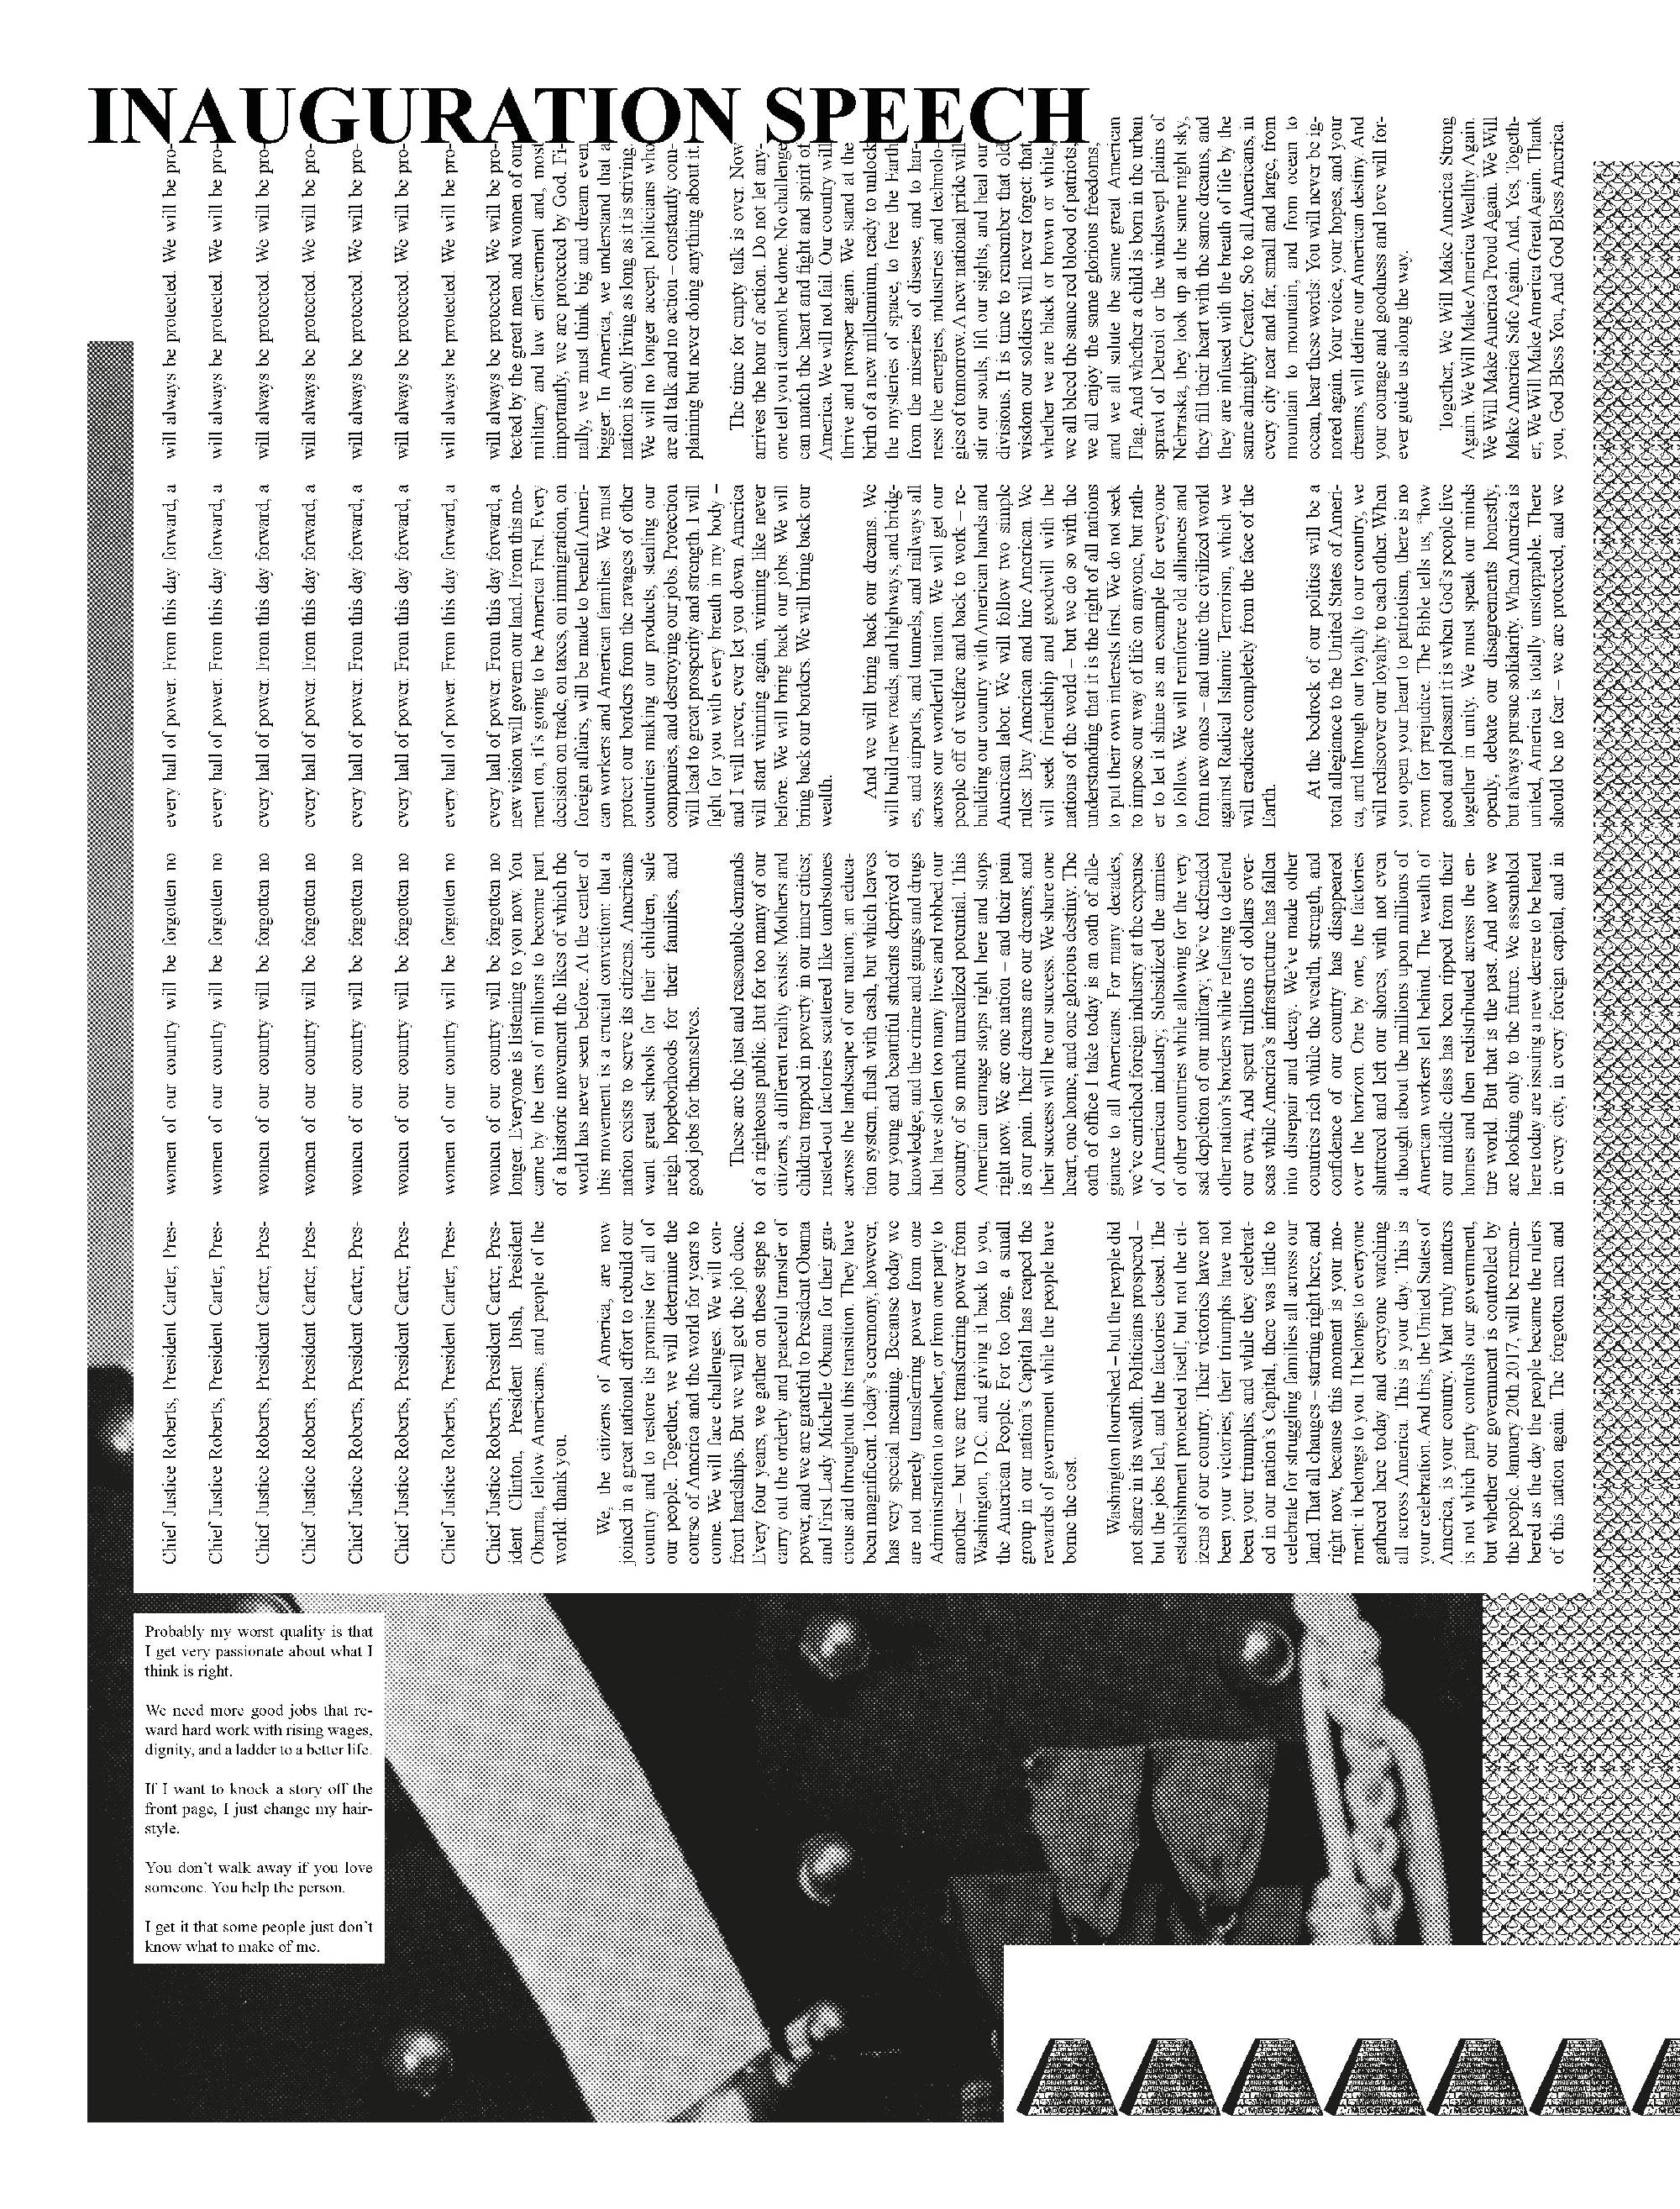 INAUGURATION SPEECH
Chief Justice Roberts, President Carter, Pres-
Chief Justice Roberts, President Carter, Pres-
Chief Justice Roberts, President Carter, Pres-
Chief Justice Roberts, President Carter, Pres-
Chief Justice Roberts, President Carter, Pres-
Chief Justice Roberts, President Carter, Pres-
Chief Justice Roberts, President Carter, Pres-
Chief Justice Roberts, President Carter, Pres-
ident Clinton, President Bush, President
Obama, fellow Americans, and people of the
world: thank you.
We, the citizens of America, are now
joined in a great national effort to rebuild our
country and to restore its promise for all of
our people. Together, we will determine the
course of America and the world for years to
come. We will face challenges. We will con-
front hardships. But we will get the job done.
Every four years, we gather on these steps to
carry out the orderly and peaceful transfer of
power, and we are grateful to President Obama
and First Lady Michelle Obama for their gra-
cious aid throughout this transition. They have
been magnificent. Today's ceremony, however,
has very special meaning. Because today we
are not merely transferring power from one
Administration to another, or from one party to
another – but we are transferring power from
Washington, D.C. and giving it back to you,
the American People. For too long, a small
group in our nation's Capital has reaped the
rewards of government while the people have
borne the cost.
Washington flourished – but the people did
not share in its wealth. Politicians prospered –
but the jobs left, and the factories closed. The
establishment protected itself, but not the cit-
izens of our country. Their victories have not
been your victories; their triumphs have not
been your triumphs; and while they celebrat-
ed in our nation's Capital, there was little to
celebrate for struggling families all across our
land. That all changes – starting right here, and
right now, because this moment is your mo-
ment: it belongs to you. It belongs to everyone
gathered here today and everyone watching
all across America. This is your day. This is
your celebration. And this, the United States of
America, is your country. What truly matters
is not which party controls our government,
but whether our government is controlled by
the people. January 20th 2017, will be remem-
bered as the day the people became the rulers
of this nation again. The forgotten men and
women of our country will be forgotten no
women of our country will be forgotten no
women of our country will be forgotten no
women of our country will be forgotten no
women of our country will be forgotten no
women of our country will be forgotten no
women of our country will be forgotten no
women of our country will be forgotten no
longer. Everyone is listening to you now. You
came by the tens of millions to become part
of a historic movement the likes of which the
world has never seen before. At the center of
this movement is a crucial conviction: that a
nation exists to serve its citizens. Americans
want great schools for their children, safe
neigh hopeborhoods for their families, and
good jobs for themselves.
These are the just and reasonable demands
of a righteous public. But for too many of our
citizens, a different reality exists: Mothers and
children trapped in poverty in our inner cities;
rusted-out factories scattered like tombstones
across the landscape of our nation; an educa-
tion system, flush with cash, but which leaves
our young and beautiful students deprived of
knowledge; and the crime and gangs and drugs
that have stolen too many lives and robbed our
country of so much unrealized potential. This
American carnage stops right here and stops
right now. We are one nation – and their pain
is our pain. Their dreams are our dreams; and
their success will be our success. We share one
heart, one home, and one glorious destiny. The
oath of office I take today is an oath of alle-
giance to all Americans. For many decades,
we've enriched foreign industry at the expense
of American industry; Subsidized the armies
of other countries while allowing for the very
sad depletion of our military; We've defended
other nation's borders while refusing to defend
our own. And spent trillions of dollars over-
seas while America's infrastructure has fallen
into disrepair and decay. We've made other
countries rich while the wealth, strength, and
confidence of our country has disappeared
over the horizon. One by one, the factories
shuttered and left our shores, with not even
a thought about the millions upon millions of
American workers left behind. The wealth of
our middle class has been ripped from their
homes and then redistributed across the en-
tire world. But that is the past. And now we
are looking only to the future. We assembled
here today are issuing a new decree to be heard
in every city, in every foreign capital, and in
every hall of power. From this day forward, a
every hall of power. From this day forward, a
every hall of power. From this day forward, a
every hall of power. From this day forward, a
every hall of power. From this day forward, a
every hall of power. From this day forward, a
every hall of power. From this day forward, a
every hall of power. From this day forward, a
new vision will govern our land. From this mo-
ment on, it's going to be America First. Every
decision on trade, on taxes, on immigration, on
foreign affairs, will be made to benefit Ameri-
can workers and American families. We must
protect our borders from the ravages of other
countries making our products, stealing our
companies, and destroying our jobs. Protection
will lead to great prosperity and strength. I will
fight for you with every breath in my body –
and I will never, ever let you down. America
will start winning again, winning like never
before. We will bring back our jobs. We will
bring back our borders. We will bring back our
wealth.
And we will bring back our dreams. We
will build new roads, and highways, and bridg-
es, and airports, and tunnels, and railways all
across our wonderful nation. We will get our
people off of welfare and back to work – re-
building our country with American hands and
American labor. We will follow two simple
rules: Buy American and hire American. We
will seek friendship and goodwill with the
nations of the world – but we do so with the
understanding that it is the right of all nations
to put their own interests first. We do not seek
to impose our way of life on anyone, but rath-
er to let it shine as an example for everyone
to follow. We will reinforce old alliances and
form new ones – and unite the civilized world
against Radical Islamic Terrorism, which we
will eradicate completely from the face of the
Earth.
At the bedrock of our politics will be a
total allegiance to the United States of Ameri-
ca, and through our loyalty to our country, we
will rediscover our loyalty to each other. When
you open your heart to patriotism, there is no
room for prejudice. The Bible tells us, “how
good and pleasant it is when God's people live
together in unity. We must speak our minds
openly, debate our disagreements honestly,
but always pursue solidarity. When America is
united, America is totally unstoppable. There
should be no fear – we are protected, and we
will always be protected. We will be pro-
will always be protected. We will be pro-
will always be protected. We will be pro-
will always be protected. We will be pro-
will always be protected. We will be pro-
will always be protected. We will be pro-
will always be protected. We will be pro-
will always be protected. We will be pro-
tected by the great men and women of our
military and law enforcement and, most
importantly, we are protected by God. Fi-
nally, we must think big and dream even
bigger. In America, we understand that a
nation is only living as long as it is striving.
We will no longer accept politicians who
are all talk and no action – constantly com-
plaining but never doing anything about it.
The time for empty talk is over. Now
arrives the hour of action. Do not let any-
one tell you it cannot be done. No challenge
can match the heart and fight and spirit of
America. We will not fail. Our country will
thrive and prosper again. We stand at the
birth of a new millennium, ready to unlock
the mysteries of space, to free the Earth
from the miseries of disease, and to har-
ness the energies, industries and technolo-
gies of tomorrow. A new national pride will
stir our souls, lift our sights, and heal our
divisions. It is time to remember that old
wisdom our soldiers will never forget: that
whether we are black or brown or white,
we all bleed the same red blood of patriots,
we all enjoy the same glorious freedoms,
and we all salute the same great American
Flag. And whether a child is born in the urban
sprawl of Detroit or the windswept plains of
Nebraska, they look up at the same night sky,
they fill their heart with the same dreams, and
they are infused with the breath of life by the
same almighty Creator. So to all Americans, in
every city near and far, small and large, from
mountain to mountain, and from ocean to
ocean, hear these words: You will never be ig-
nored again. Your voice, your hopes, and your
dreams, will define our American destiny. And
your courage and goodness and love will for-
ever guide us along the way.
Together, We Will Make America Strong
Again. We Will Make America Wealthy Again.
We Will Make America Proud Again. We Will
Make America Safe Again. And, Yes, Togeth-
er, We Will Make America Great Again. Thank
you, God Bless You, And God Bless America.
Probably my worst quality is that
I get very passionate about what I
think is right.
We need more good jobs that re-
ward hard work with rising wages,
dignity, and a ladder to a better life.
If I want to knock a story off the
front page, I just change my hair-
style.
You don't walk away if you love
someone. You help the person.
I get it that some people just don't
know what to make of me.